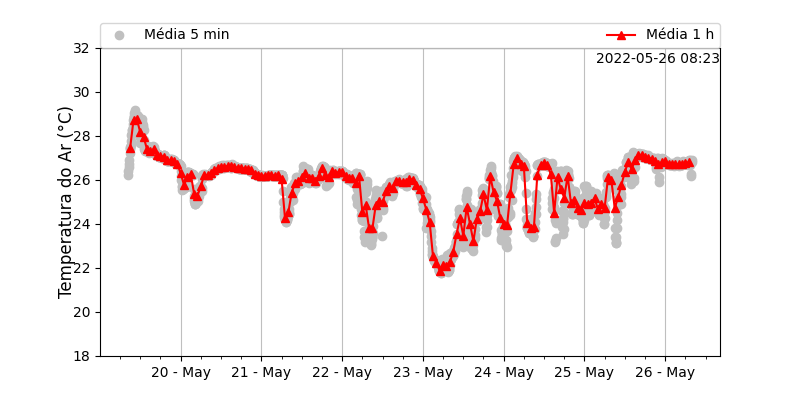 Média 5 min
Média 1 h
2022-05-26 08:23
Temperatura do Ar (°C)
32
30
28
26
24
22
20
18
20 - May
21 - May
22 - May
23 - May
24 - May
25 - May
26 - May